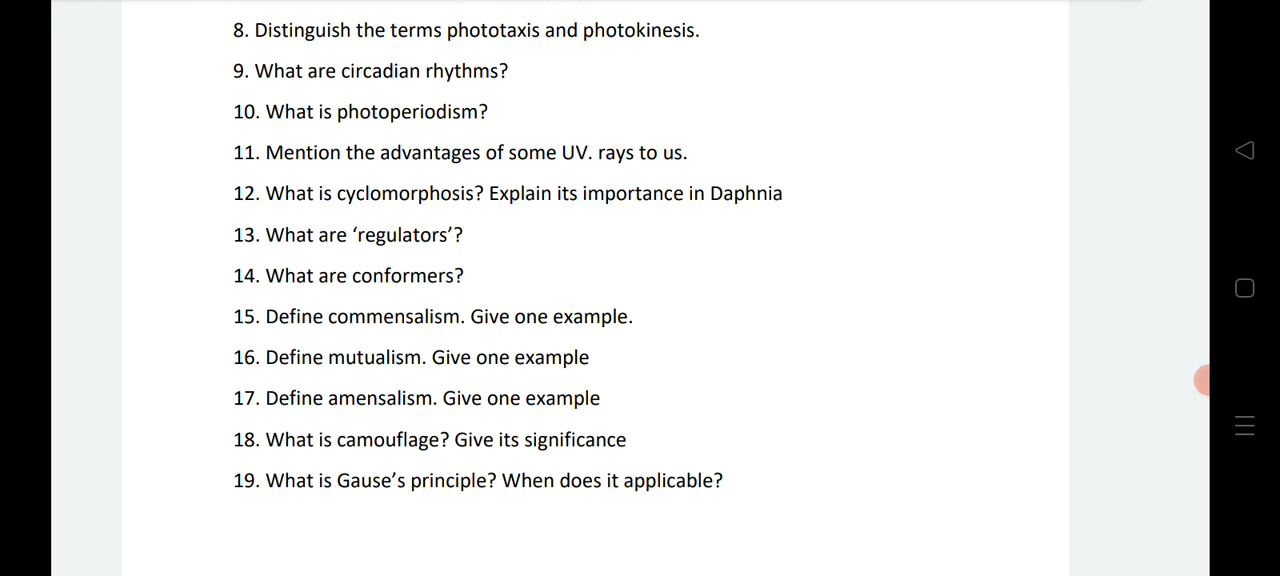 8. Distinguish the terms phototaxis and photokinesis.
9. What are circadian rhythms?
10. What is photoperiodism?
11. Mention the advantages of some UV. rays to us.
12. What is cyclomorphosis? Explain its importance in Daphnia
13. What are ‘regulators’?
14. What are conformers?
15. Define commensalism. Give one example.
16. Define mutualism. Give one example
17. Define amensalism. Give one example
18. What is camouflage? Give its significance
19. What is Gause’s principle? When does it applicable?